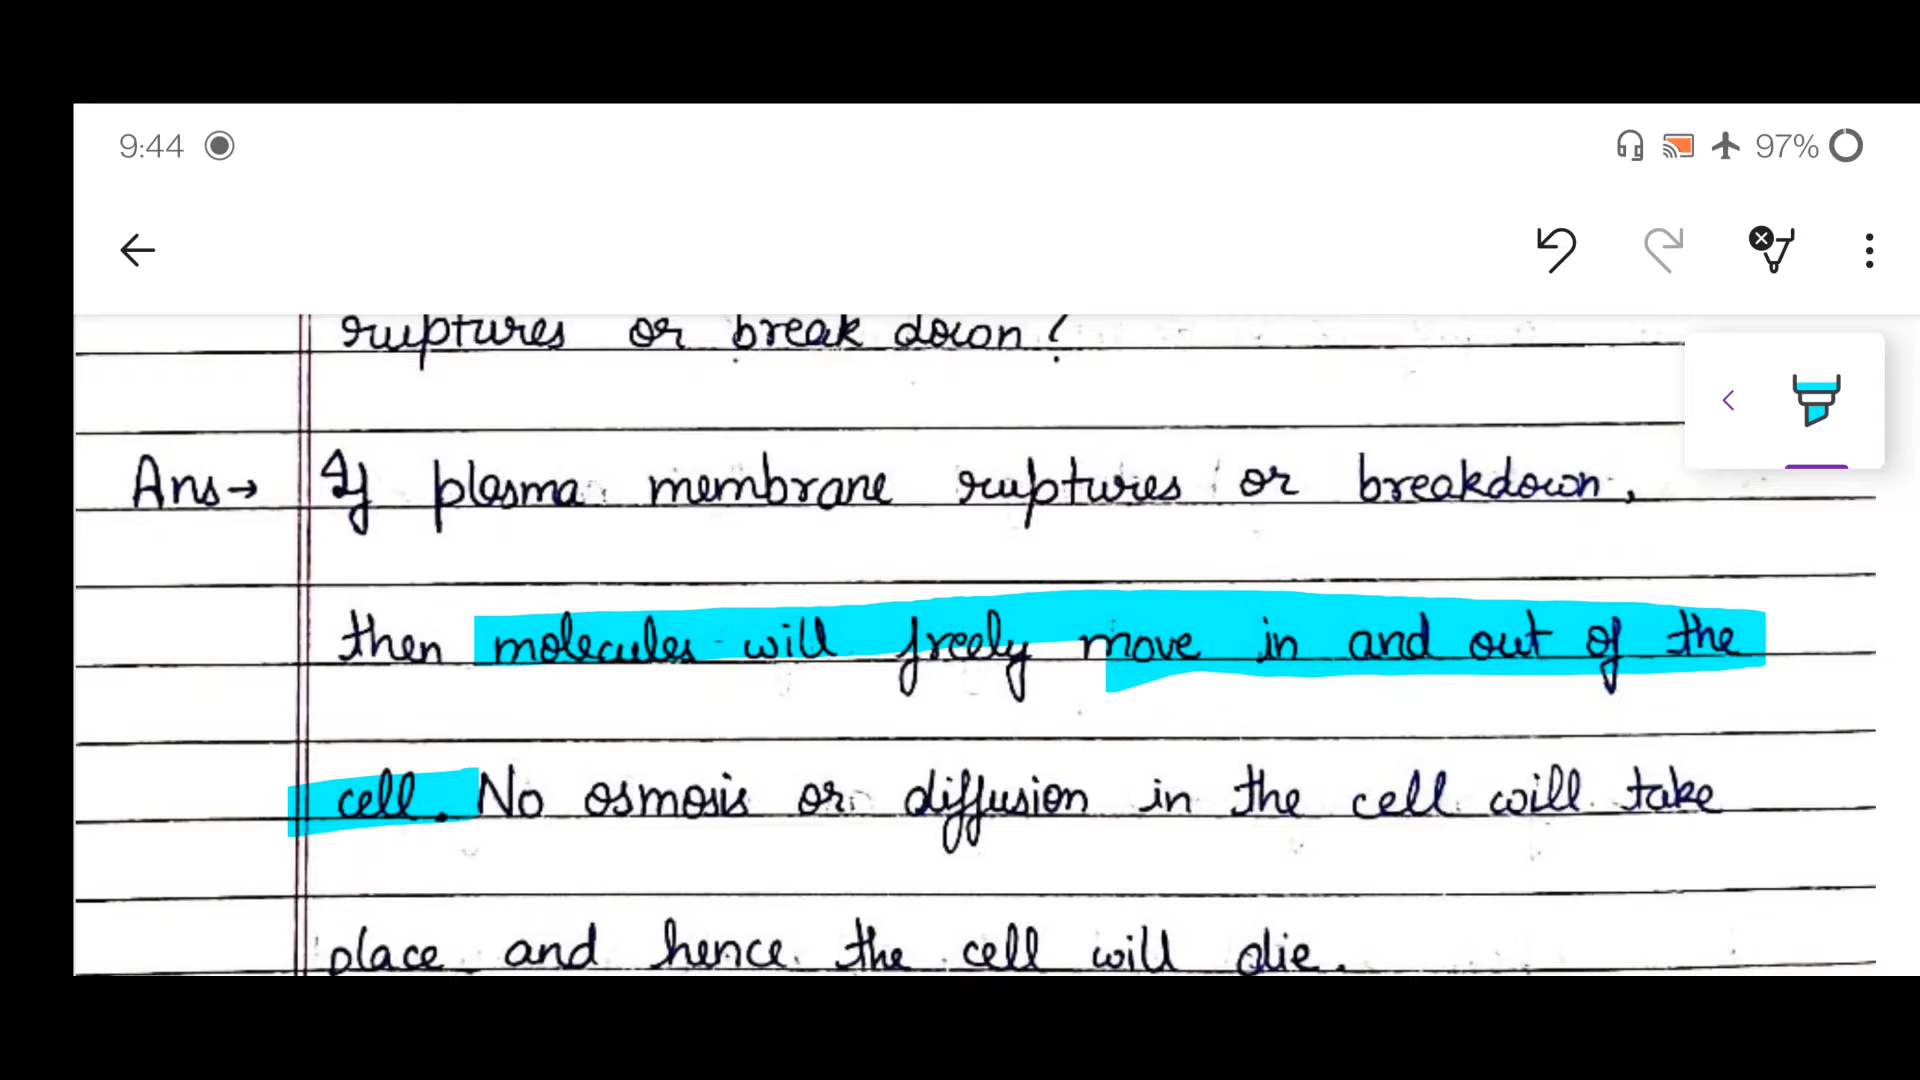 9:44
97%
ruptures or break down?
Ans→ If plasma membrane ruptures or breakdown,
then molecules will freely move in and out of the
cell. No osmosis or diffusion in the cell will take
place and hence the cell will die.